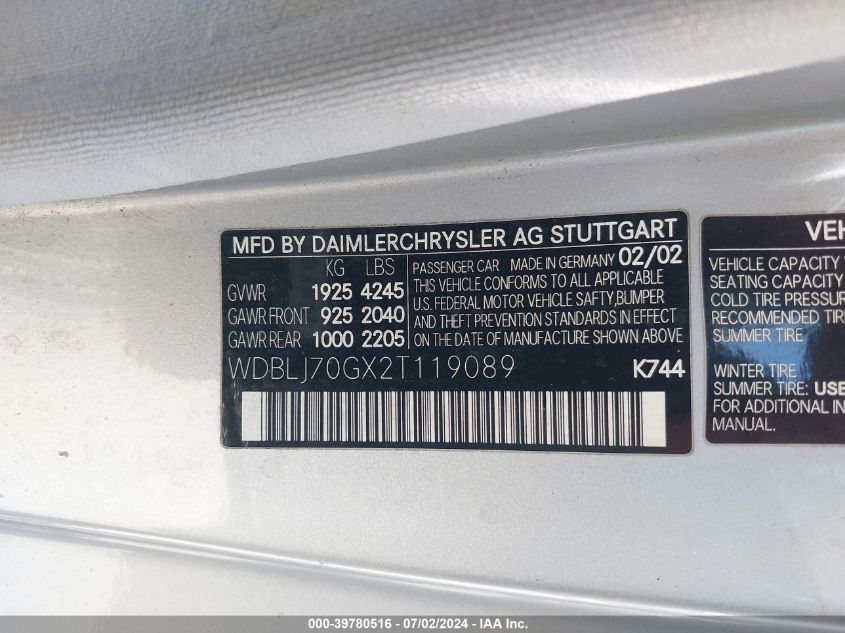 MFD BY DAIMLERCHRYSLER AG STUTTGART
KG LBS
GVWR 1925 4245
GAWR FRONT 925 2040
GAWR REAR 1000 2205
PASSENGER CAR MADE IN GERMANY 02/02
THIS VEHICLE CONFORMS TO ALL APPLICABLE
U.S. FEDERAL MOTOR VEHICLE SAFTY,BUMPER
AND THEFT PREVENTION STANDARDS IN EFFECT
ON THE DATE OF MANUFACTURE SHOWN ABOVE
WDBLJ70GX2T119089 K744
VEH
VEHICLE CAPACITY
SEATING CAPACITY
COLD TIRE PRESSUR
RECOMMENDED TIR
SUMMER TIRE
WINTER TIRE
SUMMER TIRE: USE
FOR ADDITIONAL IN
MANUAL.
000-39780516 - 07/02/2024 - IAA Inc.